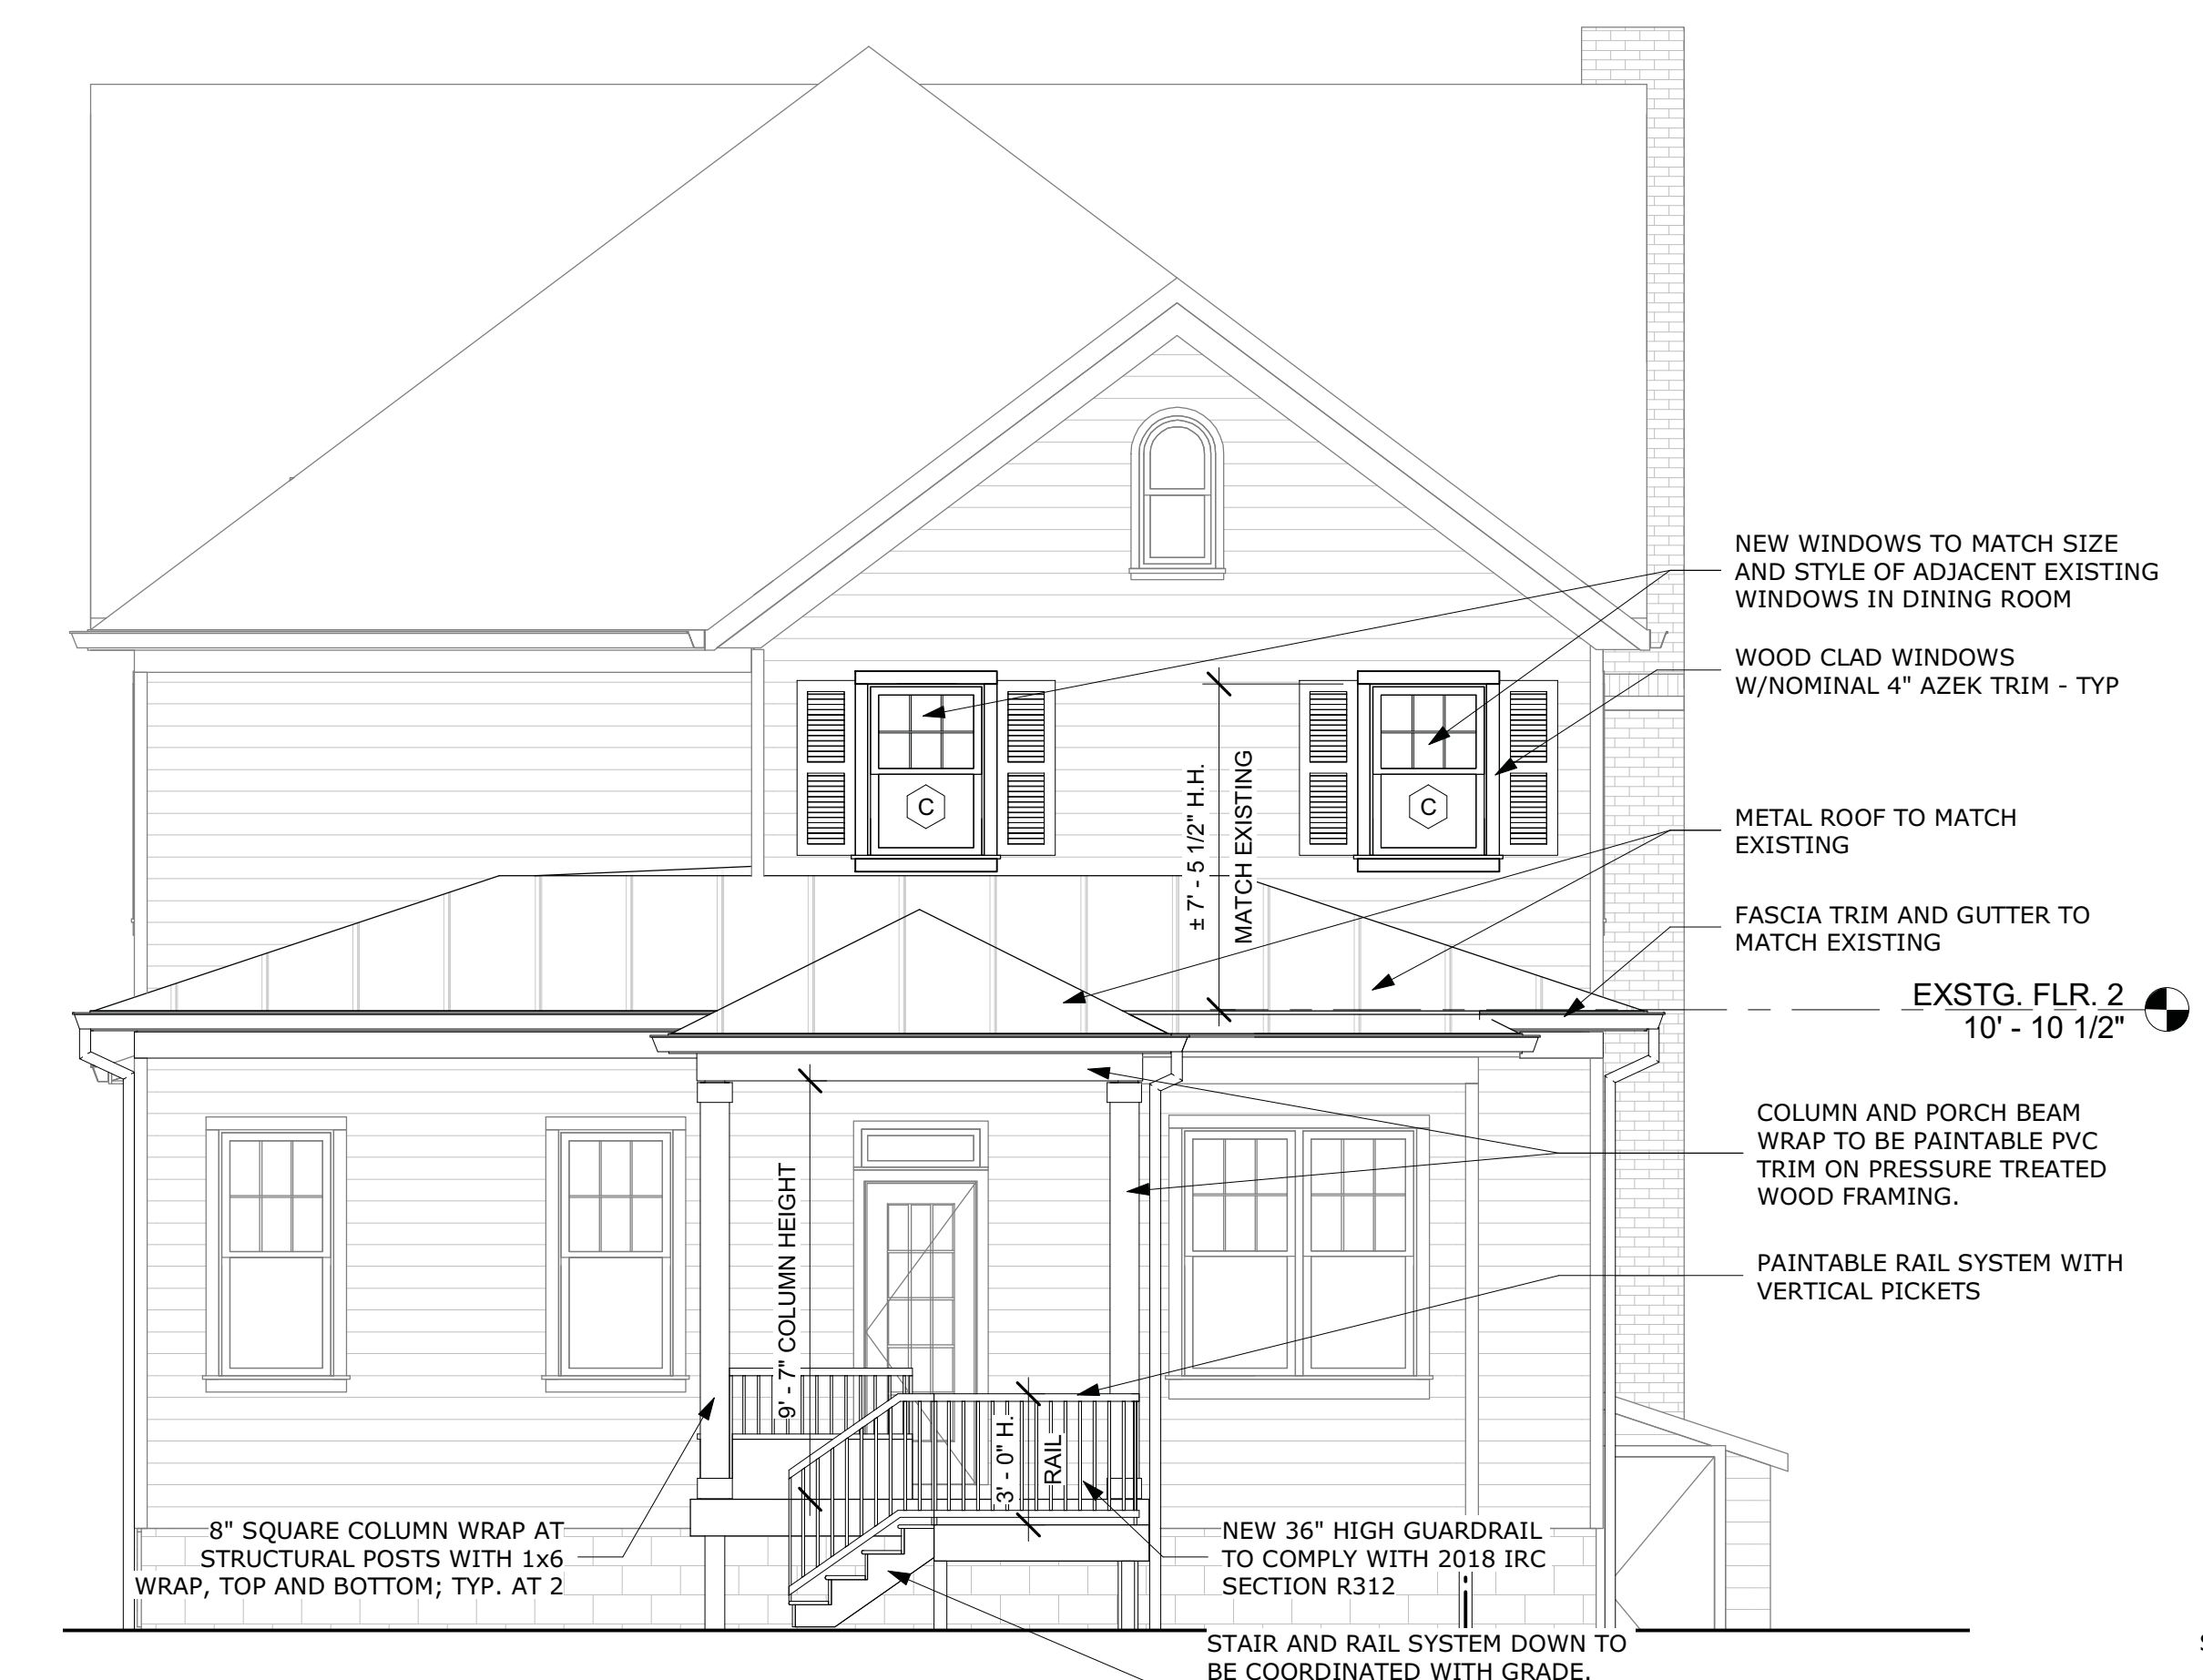 NEW WINDOWS TO MATCH SIZE
AND STYLE OF ADJACENT EXISTING
WINDOWS IN DINING ROOM
WOOD CLAD WINDOWS
W/NOMINAL 4" AZEK TRIM - TYP
C
C
± 7' - 5 1/2" H.H.
MATCH EXISTING
METAL ROOF TO MATCH
EXISTING
FASCIA TRIM AND GUTTER TO
MATCH EXISTING
EXSTG. FLR. 2
10' - 10 1/2"
COLUMN AND PORCH BEAM
WRAP TO BE PAINTABLE PVC
TRIM ON PRESSURE TREATED
WOOD FRAMING.
9' - 7" COLUMN HEIGHT
PAINTABLE RAIL SYSTEM WITH
VERTICAL PICKETS
3' - 0" H.
RAIL
8" SQUARE COLUMN WRAP AT
STRUCTURAL POSTS WITH 1x6
WRAP, TOP AND BOTTOM; TYP. AT 2
NEW 36" HIGH GUARDRAIL
TO COMPLY WITH 2018 IRC
SECTION R312
STAIR AND RAIL SYSTEM DOWN TO
BE COORDINATED WITH GRADE.